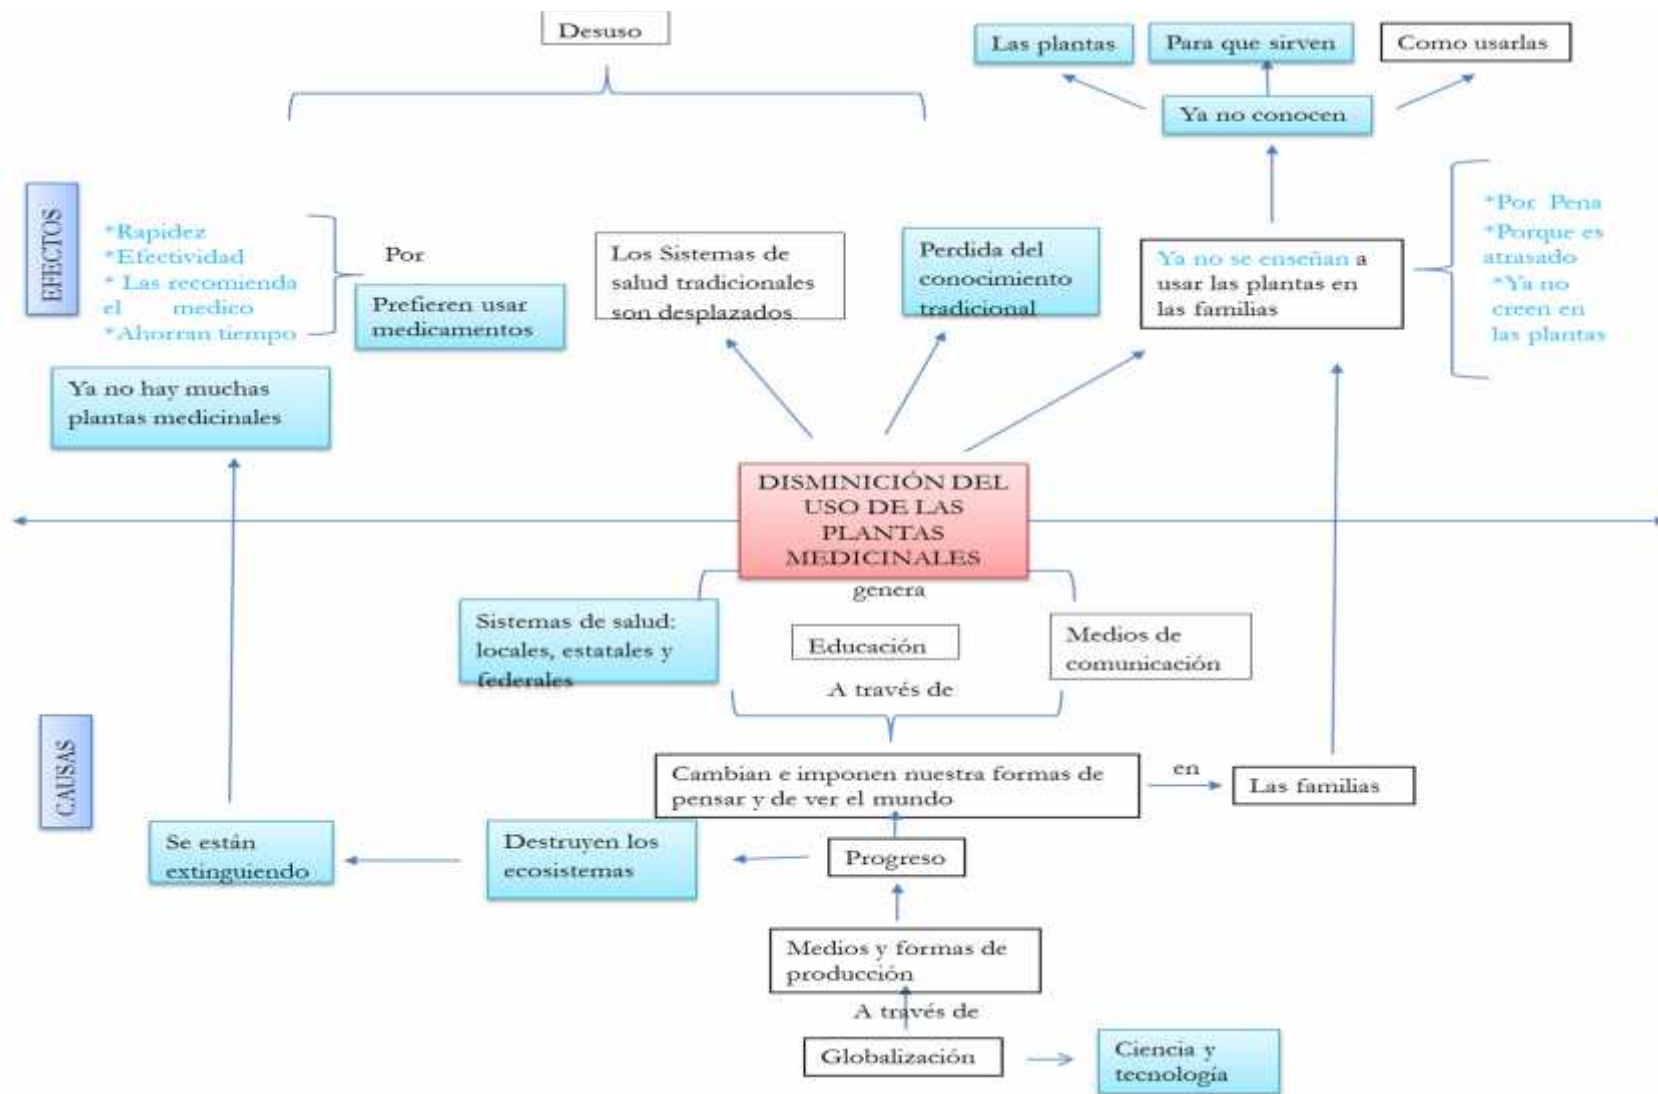 Desuso
Las plantas
Para que sirven
Como usarlas
Ya no conocen
EFECTOS
*Rapidez
*Efectividad
* Las recomienda
el medico
*Ahorran tiempo
Por
Prefieren usar
medicamentos
Los Sistemas de
salud tradicionales
son desplazados
Perdida del
conocimiento
tradicional
Ya no se enseñan a
usar las plantas en
las familias
*Por Pena
*Porque es
atrasado
*Ya no
creen en
las plantas
Ya no hay muchas
plantas medicinales
DISMINICIÓN DEL
USO DE LAS
PLANTAS
MEDICINALES
genera
Sistemas de salud:
locales, estatales y
federales
Educación
Medios de
comunicación
A través de
CAUSAS
Cambian e imponen nuestra formas de
pensar y de ver el mundo
en
Las familias
Se están
extinguiendo
Destruyen los
ecosistemas
Progreso
Medios y formas de
producción
A través de
Globalización
Ciencia y
tecnología